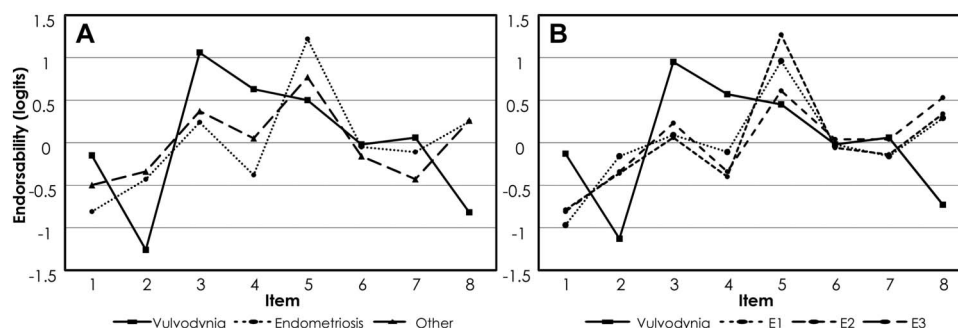 A
B
Endorsability (logits)
1.5
1
0.5
0
-0.5
-1
-1.5
1.5
1
0.5
0
-0.5
-1
-1.5
1 2 3 4 5 6 7 8
1 2 3 4 5 6 7 8
Item
Item
Vulvodynia Endometriosis Other
Vulvodynia E1 E2 E3